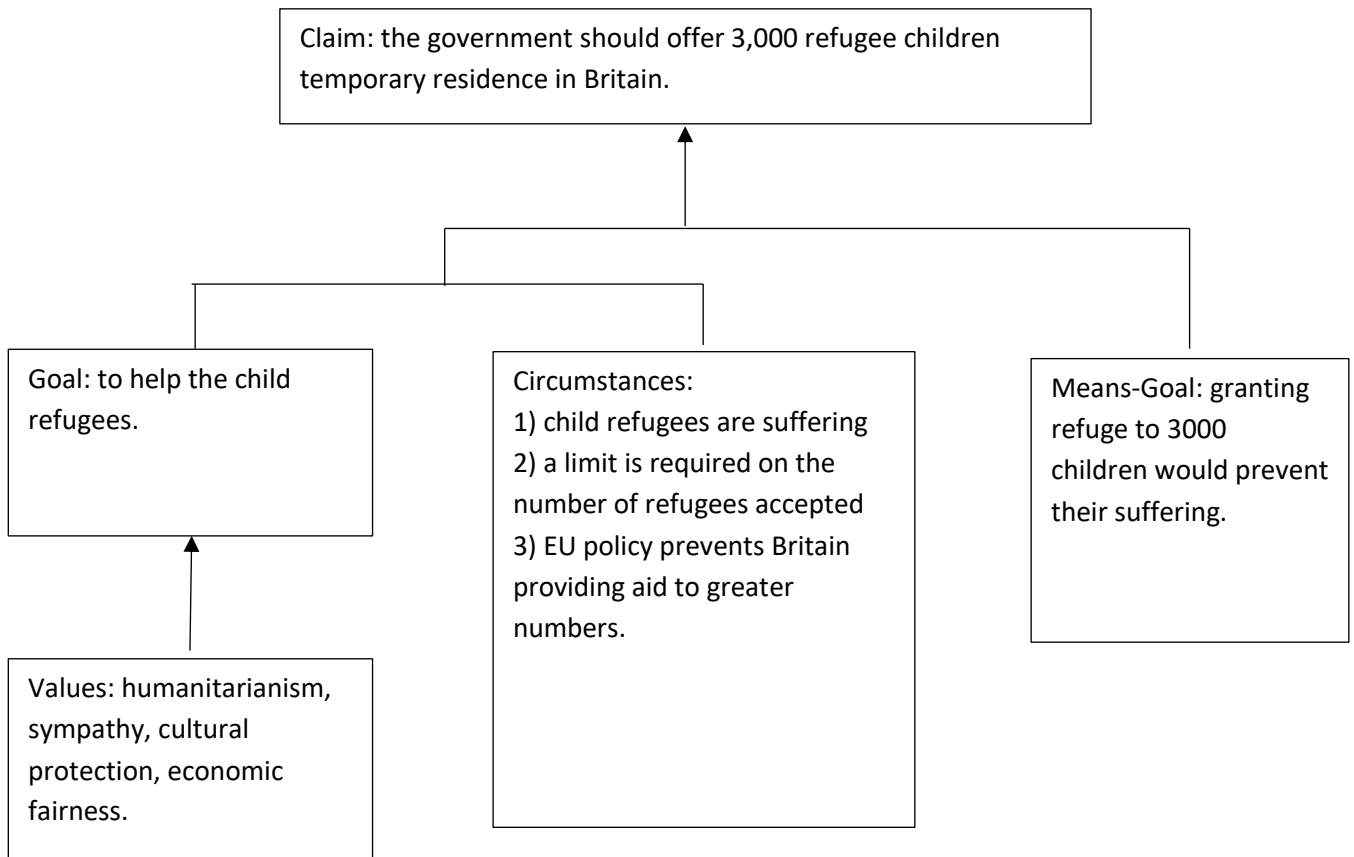 Claim: the government should offer 3,000 refugee children
temporary residence in Britain.
Goal: to help the child
refugees.
Circumstances:
1) child refugees are suffering
2) a limit is required on the
number of refugees accepted
3) EU policy prevents Britain
providing aid to greater
numbers.
Means-Goal: granting
refuge to 3000
children would prevent
their suffering.
Values: humanitarianism,
sympathy, cultural
protection, economic
fairness.